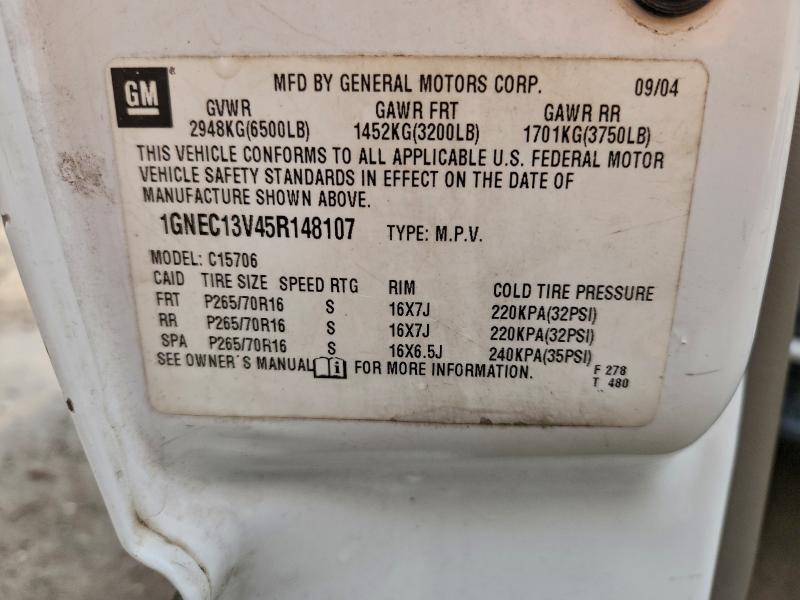 GM
MFD BY GENERAL MOTORS CORP. 09/04
GVWR GAWR FRT GAWR RR
2948KG(6500LB) 1452KG(3200LB) 1701KG(3750LB)
THIS VEHICLE CONFORMS TO ALL APPLICABLE U.S. FEDERAL MOTOR
VEHICLE SAFETY STANDARDS IN EFFECT ON THE DATE OF
MANUFACTURE SHOWN ABOVE.
1GNEC13V45R148107 TYPE: M.P.V.
MODEL: C15706
CAID TIRE SIZE SPEED RTG RIM COLD TIRE PRESSURE
FRT P265/70R16 S 16X7J 220KPA(32PSI)
RR P265/70R16 S 16X7J 220KPA(32PSI)
SPA P265/70R16 S 16X6.5J 240KPA(35PSI)
SEE OWNER'S MANUAL i FOR MORE INFORMATION. F 278
T 480